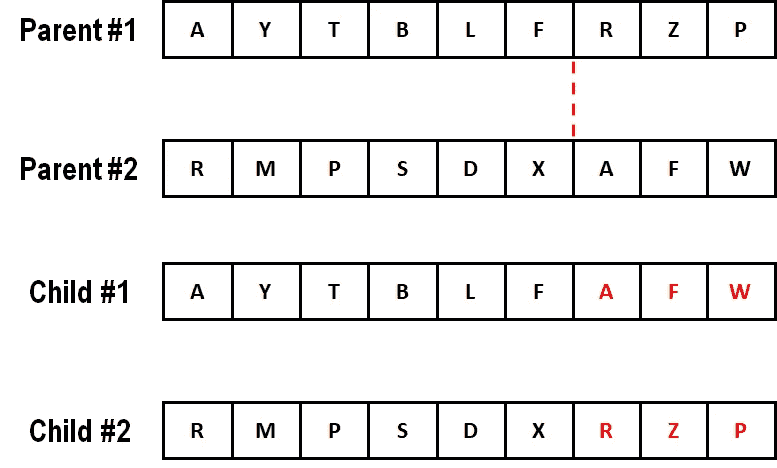 Parent #1 A Y T B L F R Z P
Parent #2 R M P S D X A F W
Child #1 A Y T B L F A F W
Child #2 R M P S D X R Z P